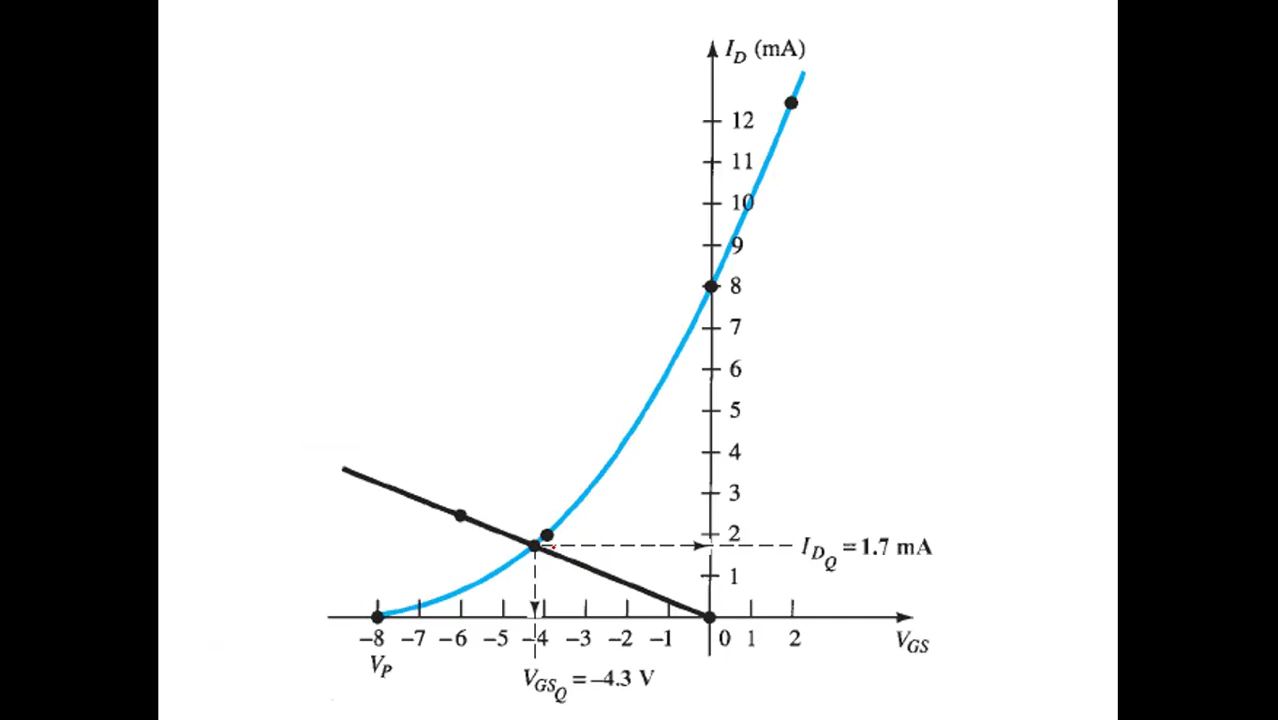 I_D (mA)
12
11
10
9
8
7
6
5
4
3
2
1
I_DQ = 1.7 mA
−8 −7 −6 −5 −4 −3 −2 −1 0 1 2
V_GS
V_P
V_GSQ = −4.3 V